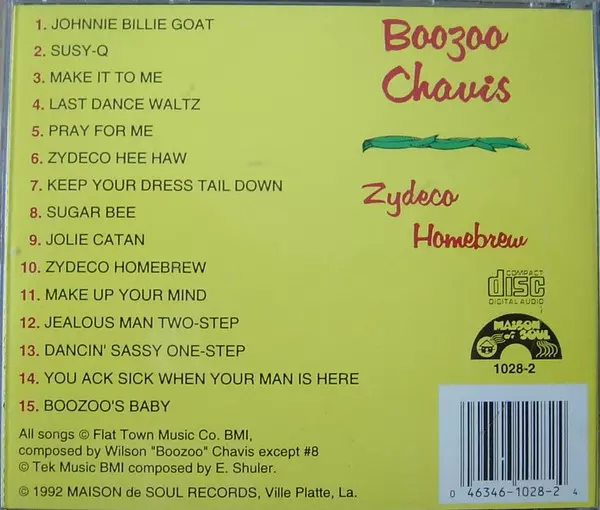 1. JOHNNIE BILLIE GOAT
2. SUSY-Q
3. MAKE IT TO ME
4. LAST DANCE WALTZ
5. PRAY FOR ME
6. ZYDECO HEE HAW
7. KEEP YOUR DRESS TAIL DOWN
8. SUGAR BEE
9. JOLIE CATAN
10. ZYDECO HOMEBREW
11. MAKE UP YOUR MIND
12. JEALOUS MAN TWO-STEP
13. DANCIN' SASSY ONE-STEP
14. YOU ACK SICK WHEN YOUR MAN IS HERE
15. BOOZOO'S BABY
All songs © Flat Town Music Co. BMI,
composed by Wilson "Boozoo" Chavis except #8
© Tek Music BMI composed by E. Shuler.
© 1992 MAISON de SOUL RECORDS, Ville Platte, La.
Boozoo
Chavis
Zydeco
Homebrew
COMPACT
disc
DIGITAL AUDIO
MAISON
de SOUL
1028-2
0 46346-1028-2 4